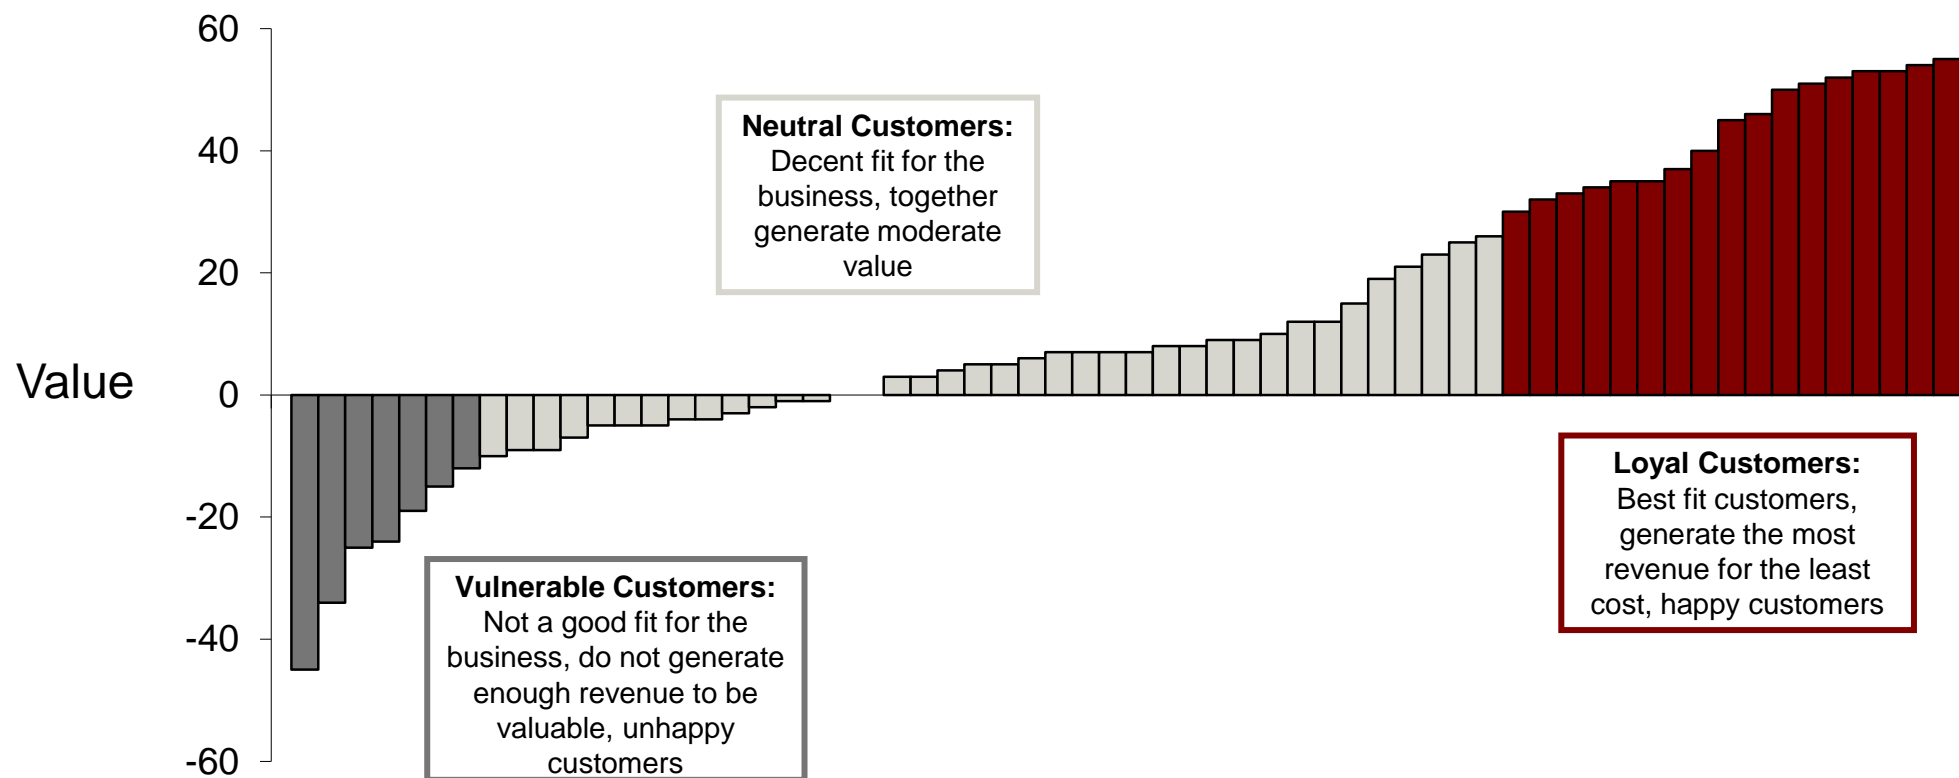 60
40
20
0
-20
-40
-60
Value
Neutral Customers:
Decent fit for the
business, together
generate moderate
value
Vulnerable Customers:
Not a good fit for the
business, do not generate
enough revenue to be
valuable, unhappy
customers
Loyal Customers:
Best fit customers,
generate the most
revenue for the least
cost, happy customers